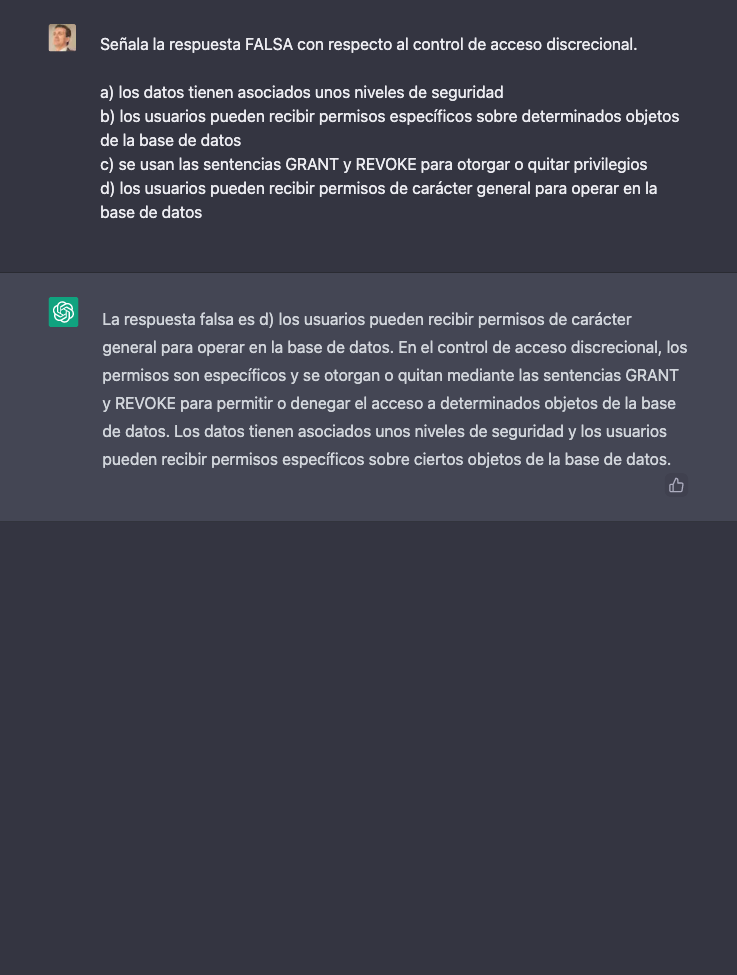 Señala la respuesta FALSA con respecto al control de acceso discrecional.
a) los datos tienen asociados unos niveles de seguridad
b) los usuarios pueden recibir permisos específicos sobre determinados objetos
de la base de datos
c) se usan las sentencias GRANT y REVOKE para otorgar o quitar privilegios
d) los usuarios pueden recibir permisos de carácter general para operar en la
base de datos
La respuesta falsa es d) los usuarios pueden recibir permisos de carácter
general para operar en la base de datos. En el control de acceso discrecional, los
permisos son específicos y se otorgan o quitan mediante las sentencias GRANT
y REVOKE para permitir o denegar el acceso a determinados objetos de la base
de datos. Los datos tienen asociados unos niveles de seguridad y los usuarios
pueden recibir permisos específicos sobre ciertos objetos de la base de datos.